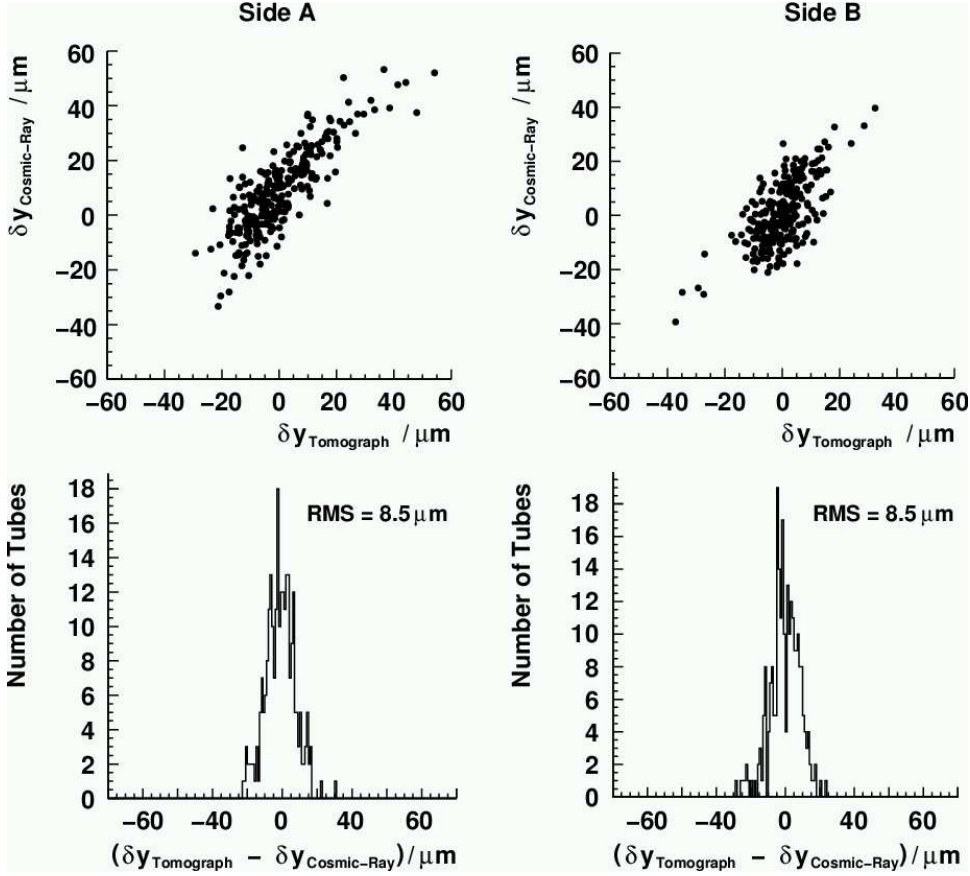 Side A
Side B
δy Cosmic−Ray / μm
60
40
20
0
−20
−40
−60
−60 −40 −20 0 20 40 60
δy Tomograph / μm
δy Cosmic−Ray / μm
60
40
20
0
−20
−40
−60
−60 −40 −20 0 20 40 60
δy Tomograph / μm
Number of Tubes
18
16
14
12
10
8
6
4
2
0
RMS = 8.5 μm
−60 −40 −20 0 20 40 60
(δy Tomograph − δy Cosmic−Ray) / μm
Number of Tubes
18
16
14
12
10
8
6
4
2
0
RMS = 8.5 μm
−60 −40 −20 0 20 40 60
(δy Tomograph − δy Cosmic−Ray) / μm